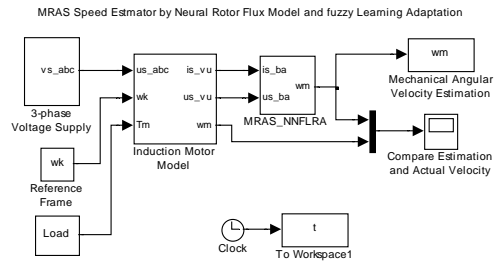 MRAS Speed Estmator by Neural Rotor Flux Model and fuzzy Learning Adaptation
vs_abc
3-phase
Voltage Supply
wk
Reference
Frame
Load
us_abc
wk
Tm
is_vu
us_vu
wm
Induction Motor
Model
is_ba
us_ba
wm
MRAS_NNFLRA
wm
Mechanical Angular
Velocity Estimation
Compare Estimation
and Actual Velocity
Clock
t
To Workspace1